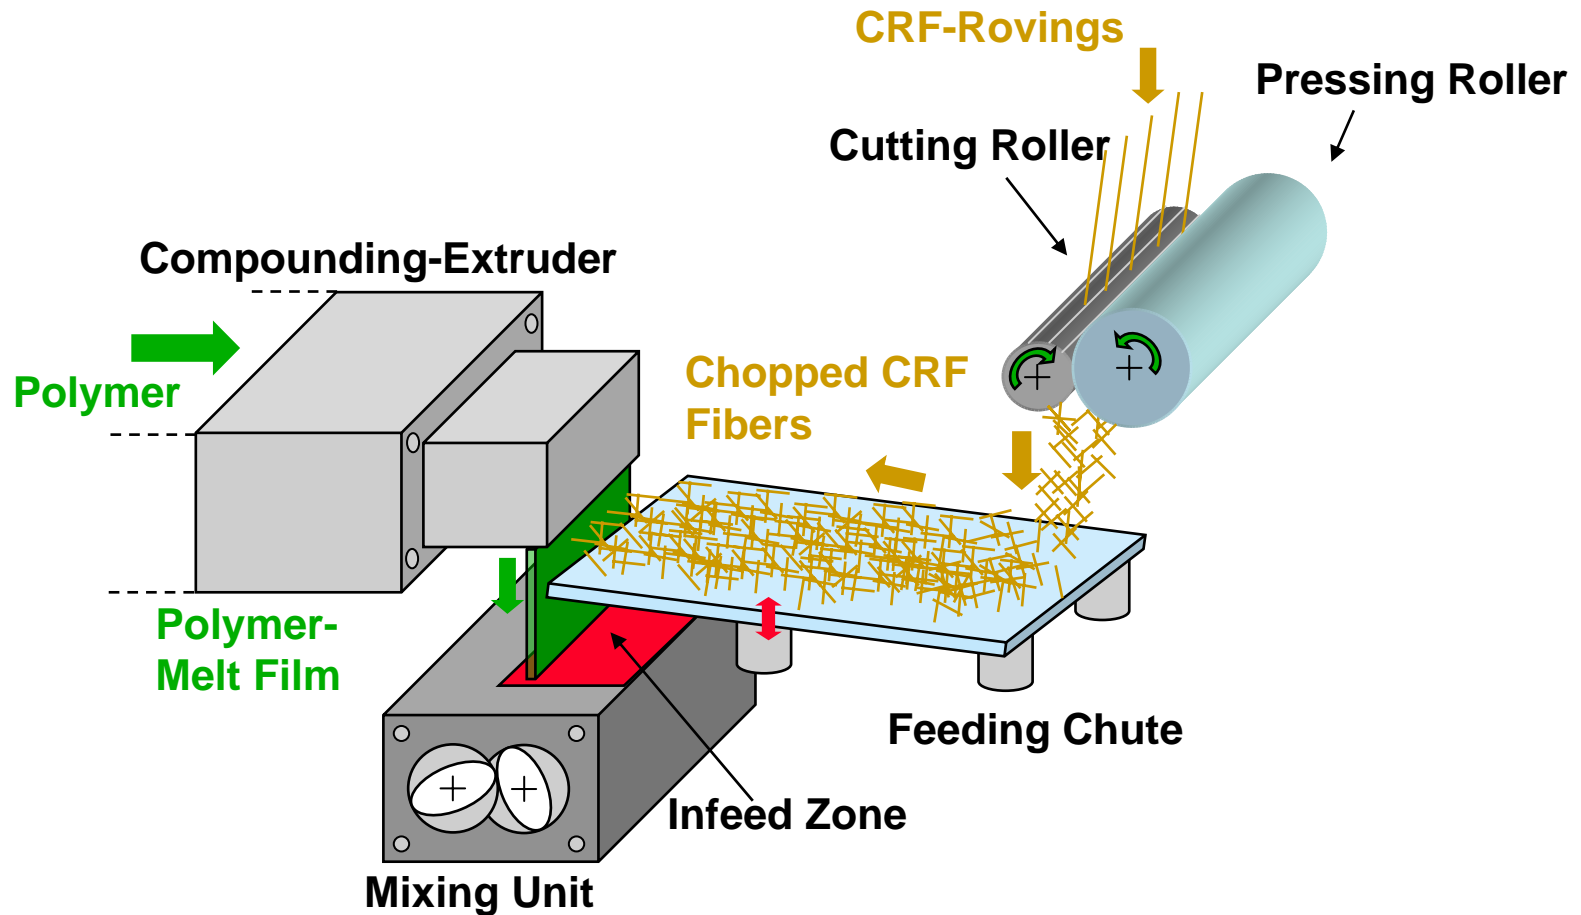 CRF-Rovings
Pressing Roller
Cutting Roller
Compounding-Extruder
Polymer
Chopped CRF
Fibers
Polymer-
Melt Film
Feeding Chute
Infeed Zone
Mixing Unit